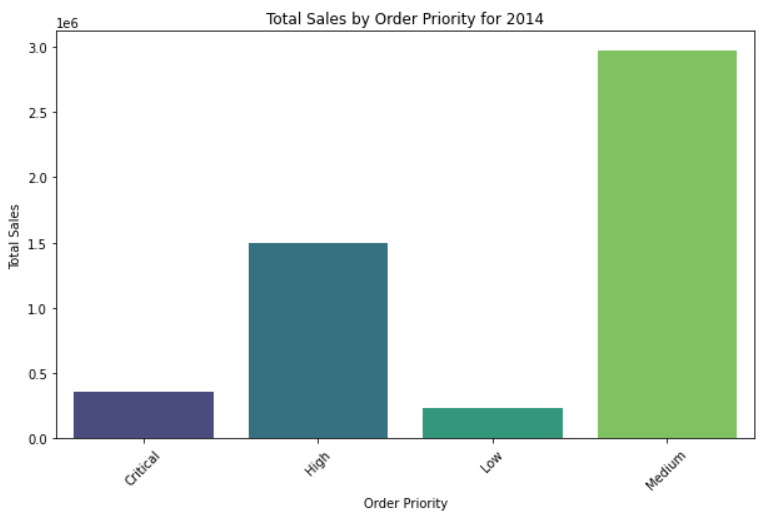 Total Sales by Order Priority for 2014
1e6
3.0
2.5
2.0
1.5
1.0
0.5
0.0
Total Sales
Critical
High
Low
Medium
Order Priority